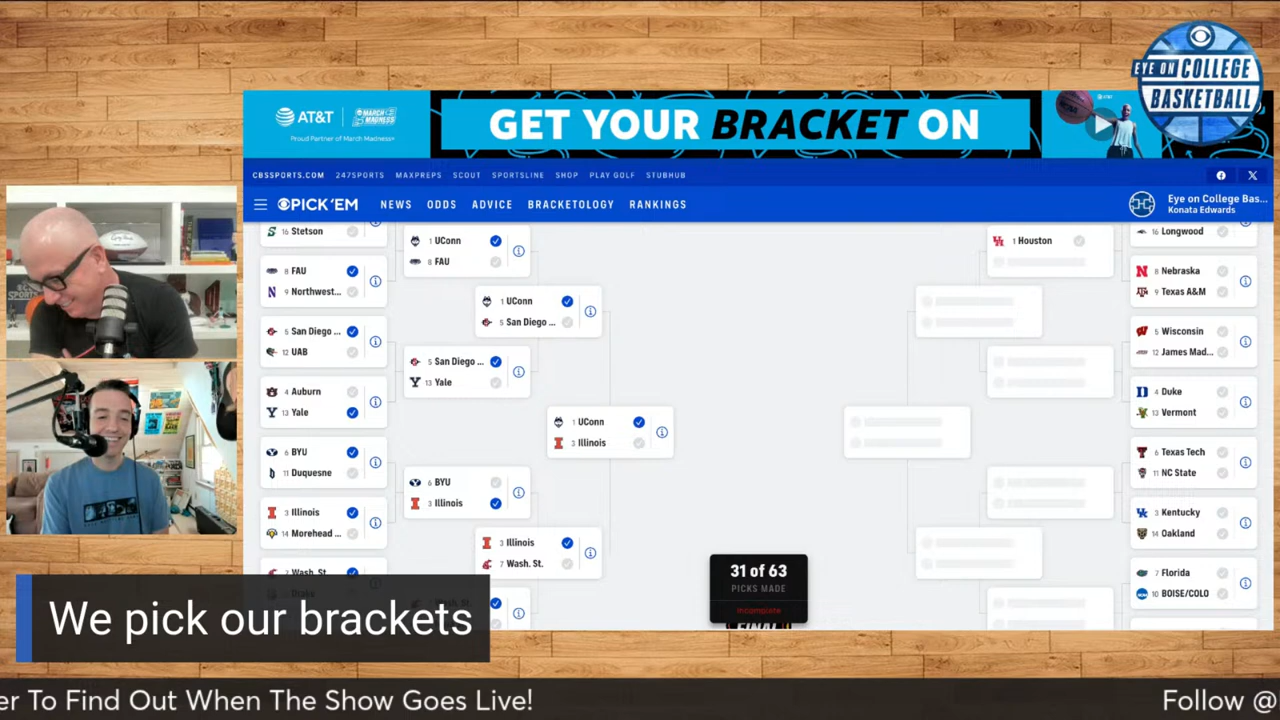 EYE ON COLLEGE
BASKETBALL
AT&T
MARCH MADNESS
Proud Partner of March Madness
GET YOUR BRACKET ON
AT&T
CBSSPORTS.COM 247SPORTS MAXPREPS SCOUT SPORTSLINE SHOP PLAY GOLF STUBHUB
PICK'EM NEWS ODDS ADVICE BRACKETOLOGY RANKINGS
Eye on College Bas...
Konata Edwards
16 Stetson
8 FAU
9 Northwest...
5 San Diego ...
12 UAB
4 Auburn
13 Yale
6 BYU
11 Duquesne
3 Illinois
14 Morehead ...
7 Wash. St.
1 UConn
8 FAU
5 San Diego ...
13 Yale
6 BYU
3 Illinois
1 UConn
5 San Diego ...
3 Illinois
7 Wash. St.
1 UConn
3 Illinois
31 of 63
PICKS MADE
Incomplete
FINAL
1 Houston
16 Longwood
8 Nebraska
9 Texas A&M
5 Wisconsin
12 James Mad...
4 Duke
13 Vermont
6 Texas Tech
11 NC State
3 Kentucky
14 Oakland
7 Florida
10 BOISE/COLO
We pick our brackets
er To Find Out When The Show Goes Live!
Follow @